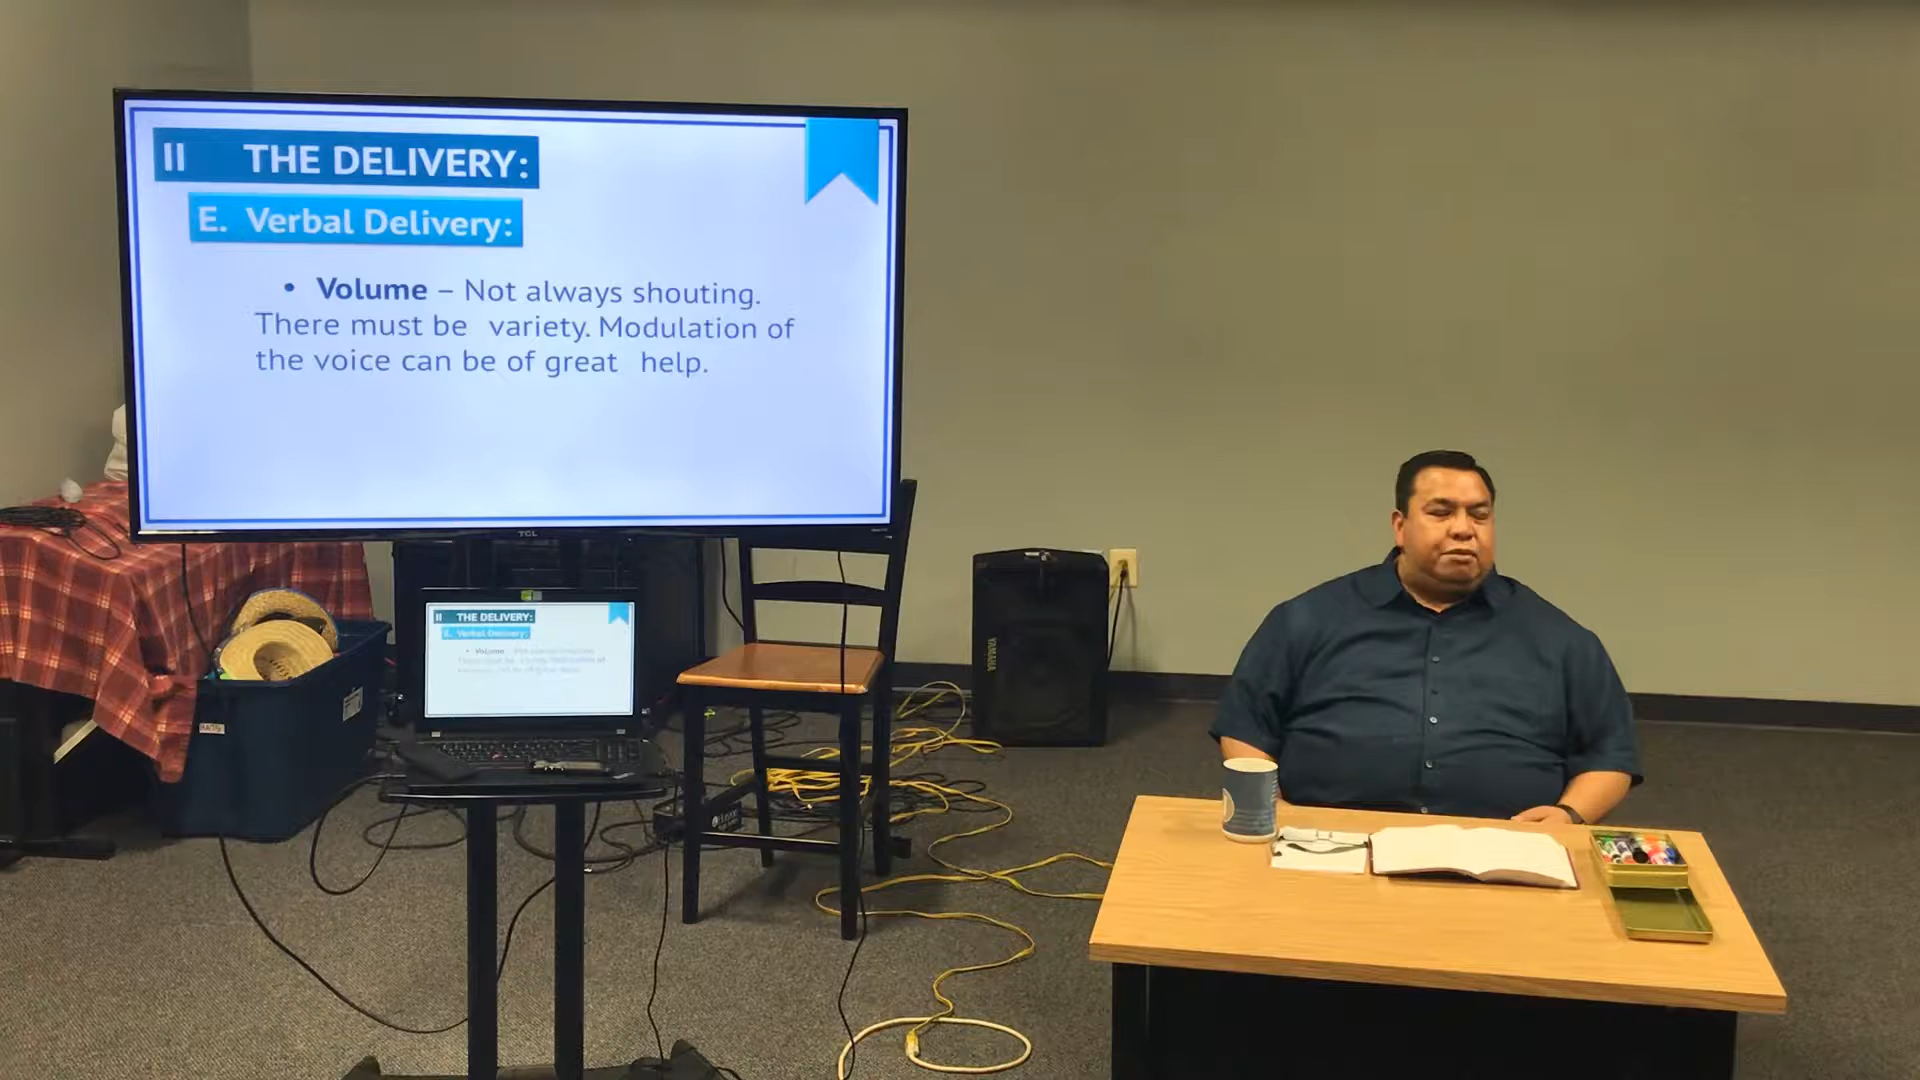 II THE DELIVERY:
E. Verbal Delivery:
• Volume – Not always shouting.
There must be variety. Modulation of
the voice can be of great help.
TCL
II THE DELIVERY:
E. Verbal Delivery:
• Volume
YAMAHA